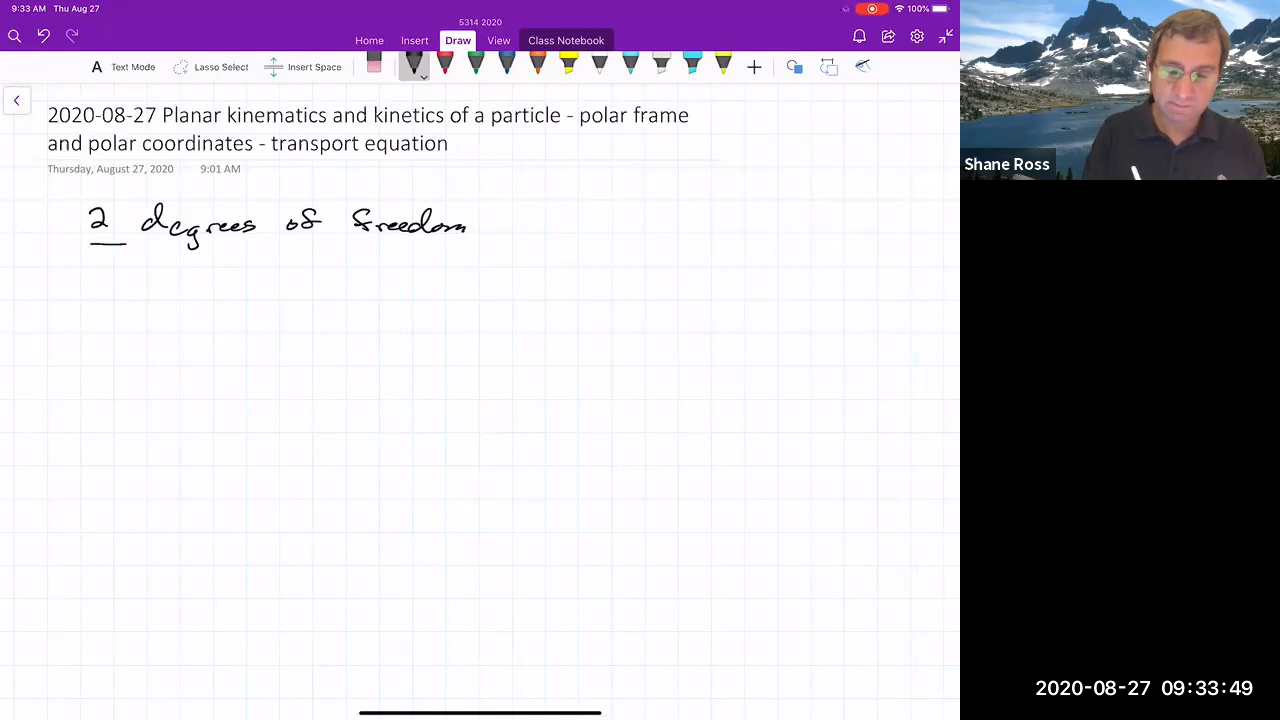 9:33 AM Thu Aug 27
100%
5314 2020
Home Insert Draw View Class Notebook
A Text Mode Lasso Select Insert Space
2020-08-27 Planar kinematics and kinetics of a particle - polar frame
and polar coordinates - transport equation
Thursday, August 27, 2020 9:01 AM
2 degrees of freedom
Shane Ross
2020-08-27 09:33:49